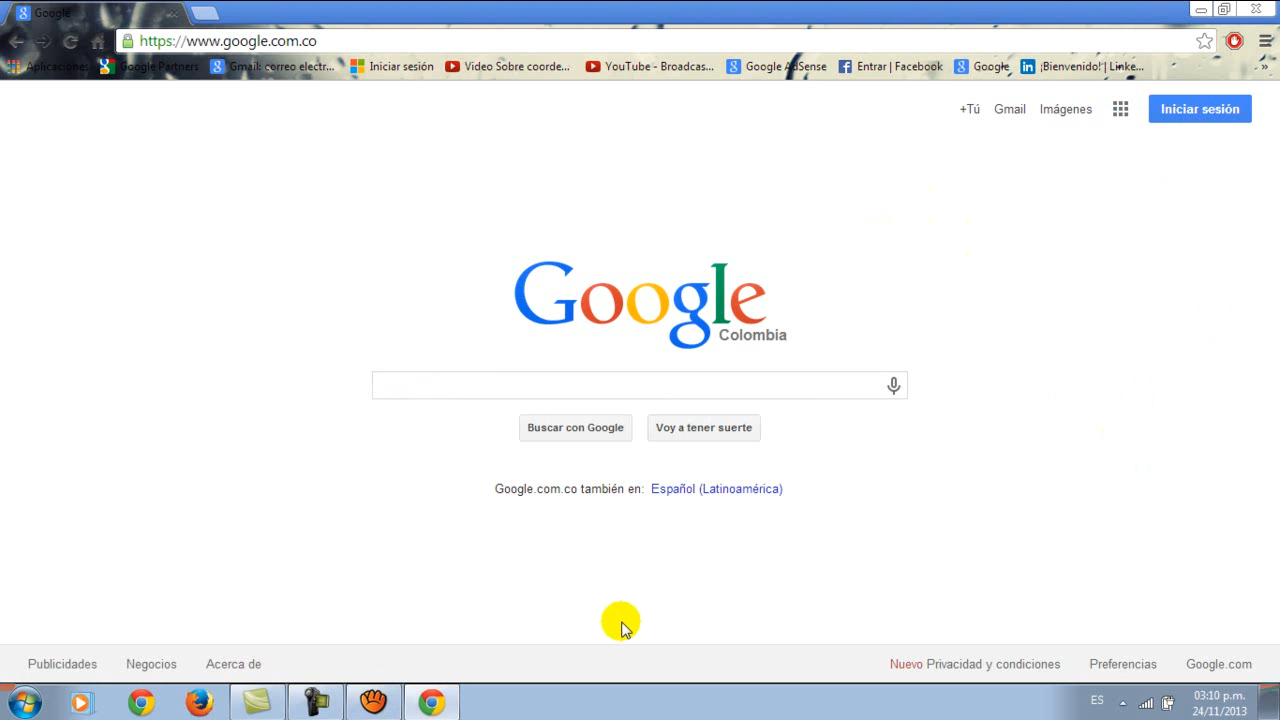 Google
https://www.google.com.co
Aplicaciones
Google Partners
Gmail: correo electr...
Iniciar sesión
Video Sobre coorde...
YouTube - Broadcas...
Google AdSense
Entrar | Facebook
Google
¡Bienvenido! | Linke...
+Tú
Gmail
Imágenes
Iniciar sesión
Google
Colombia
Buscar con Google
Voy a tener suerte
Google.com.co también en: Español (Latinoamérica)
Publicidades
Negocios
Acerca de
Nuevo Privacidad y condiciones
Preferencias
Google.com
ES
03:10 p.m.
24/11/2013